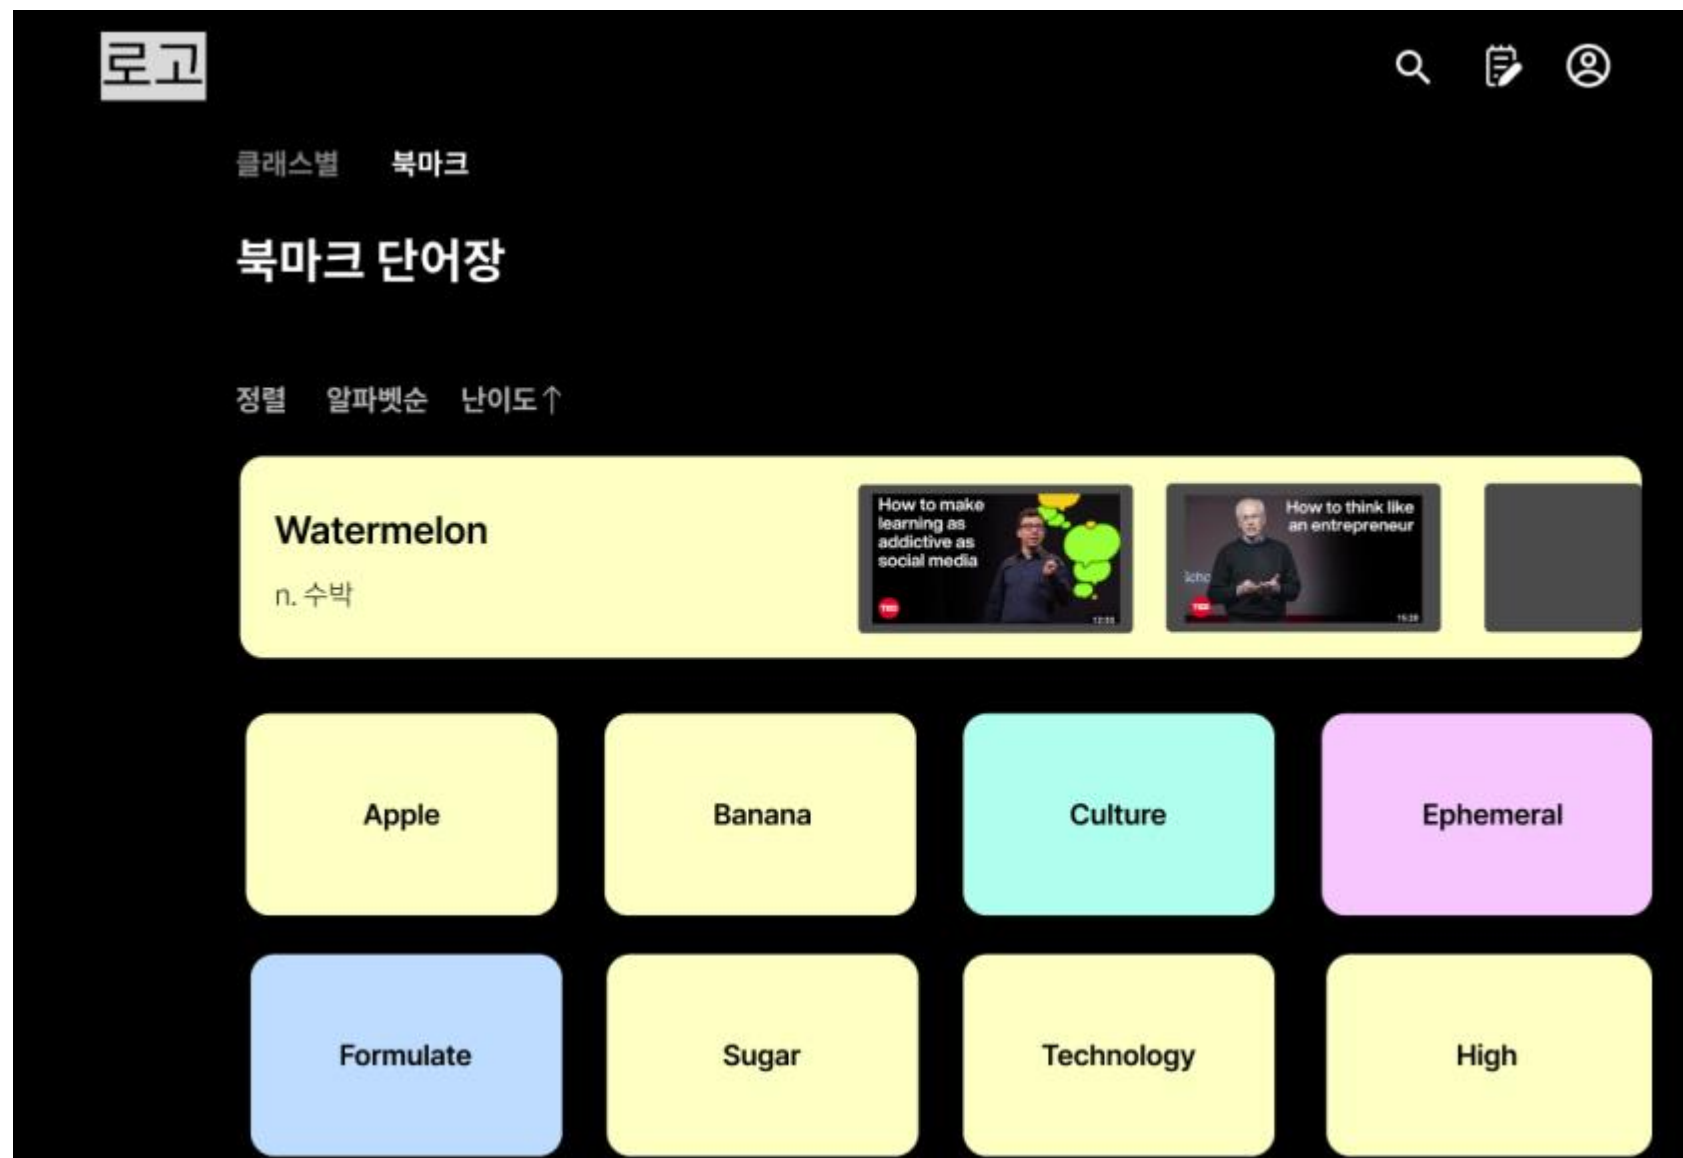 로고
클래스별 북마크
북마크 단어장
정렬 알파벳순 난이도↑
Watermelon
n. 수박
How to make
learning as
addictive as
social media
TED
How to think like
an entrepreneur
TED
Apple Banana Culture Ephemeral
Formulate Sugar Technology High